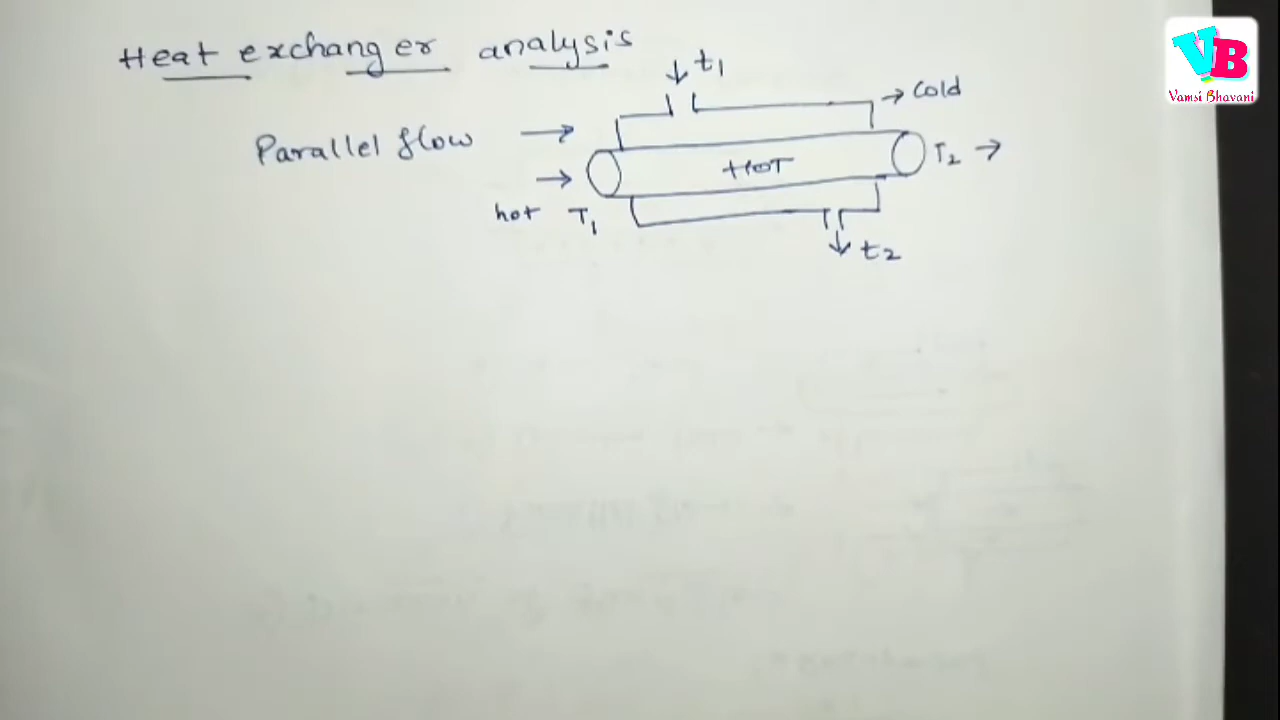 Heat exchanger analysis
t1
cold
Parallel flow
HOT
T2
hot T1
t2
VB
Vamsi Bhavani